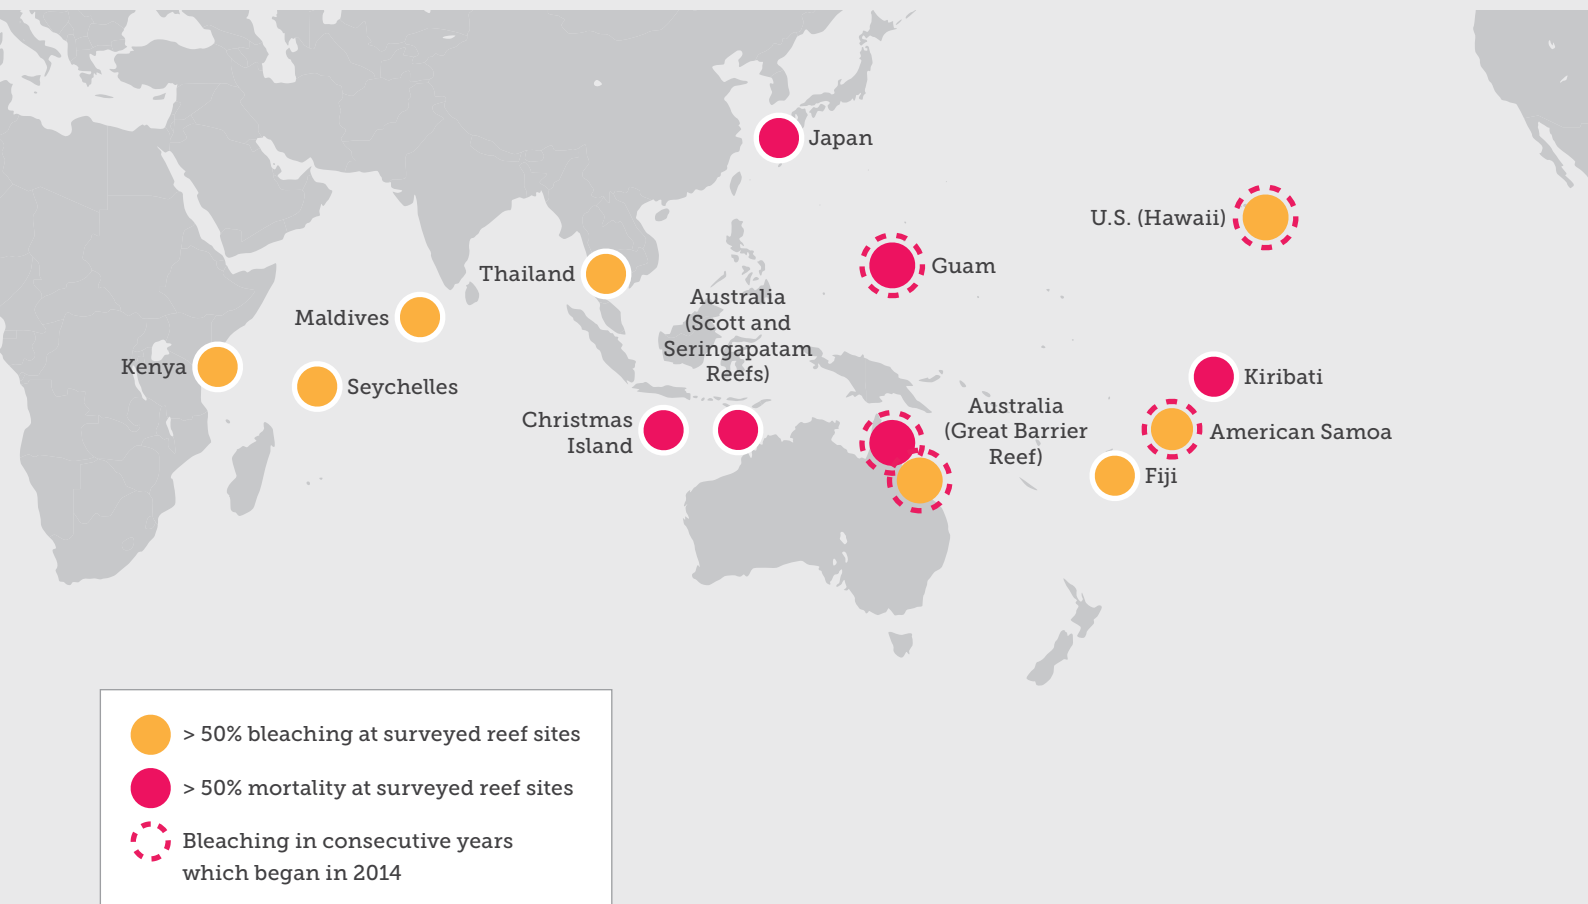 Japan
U.S. (Hawaii)
Guam
Thailand
Australia
(Scott and
Seringapatam
Reefs)
Maldives
Kenya
Seychelles
Kiribati
Christmas
Island
Australia
(Great Barrier
Reef)
American Samoa
Fiji
> 50% bleaching at surveyed reef sites
> 50% mortality at surveyed reef sites
Bleaching in consecutive years
which began in 2014